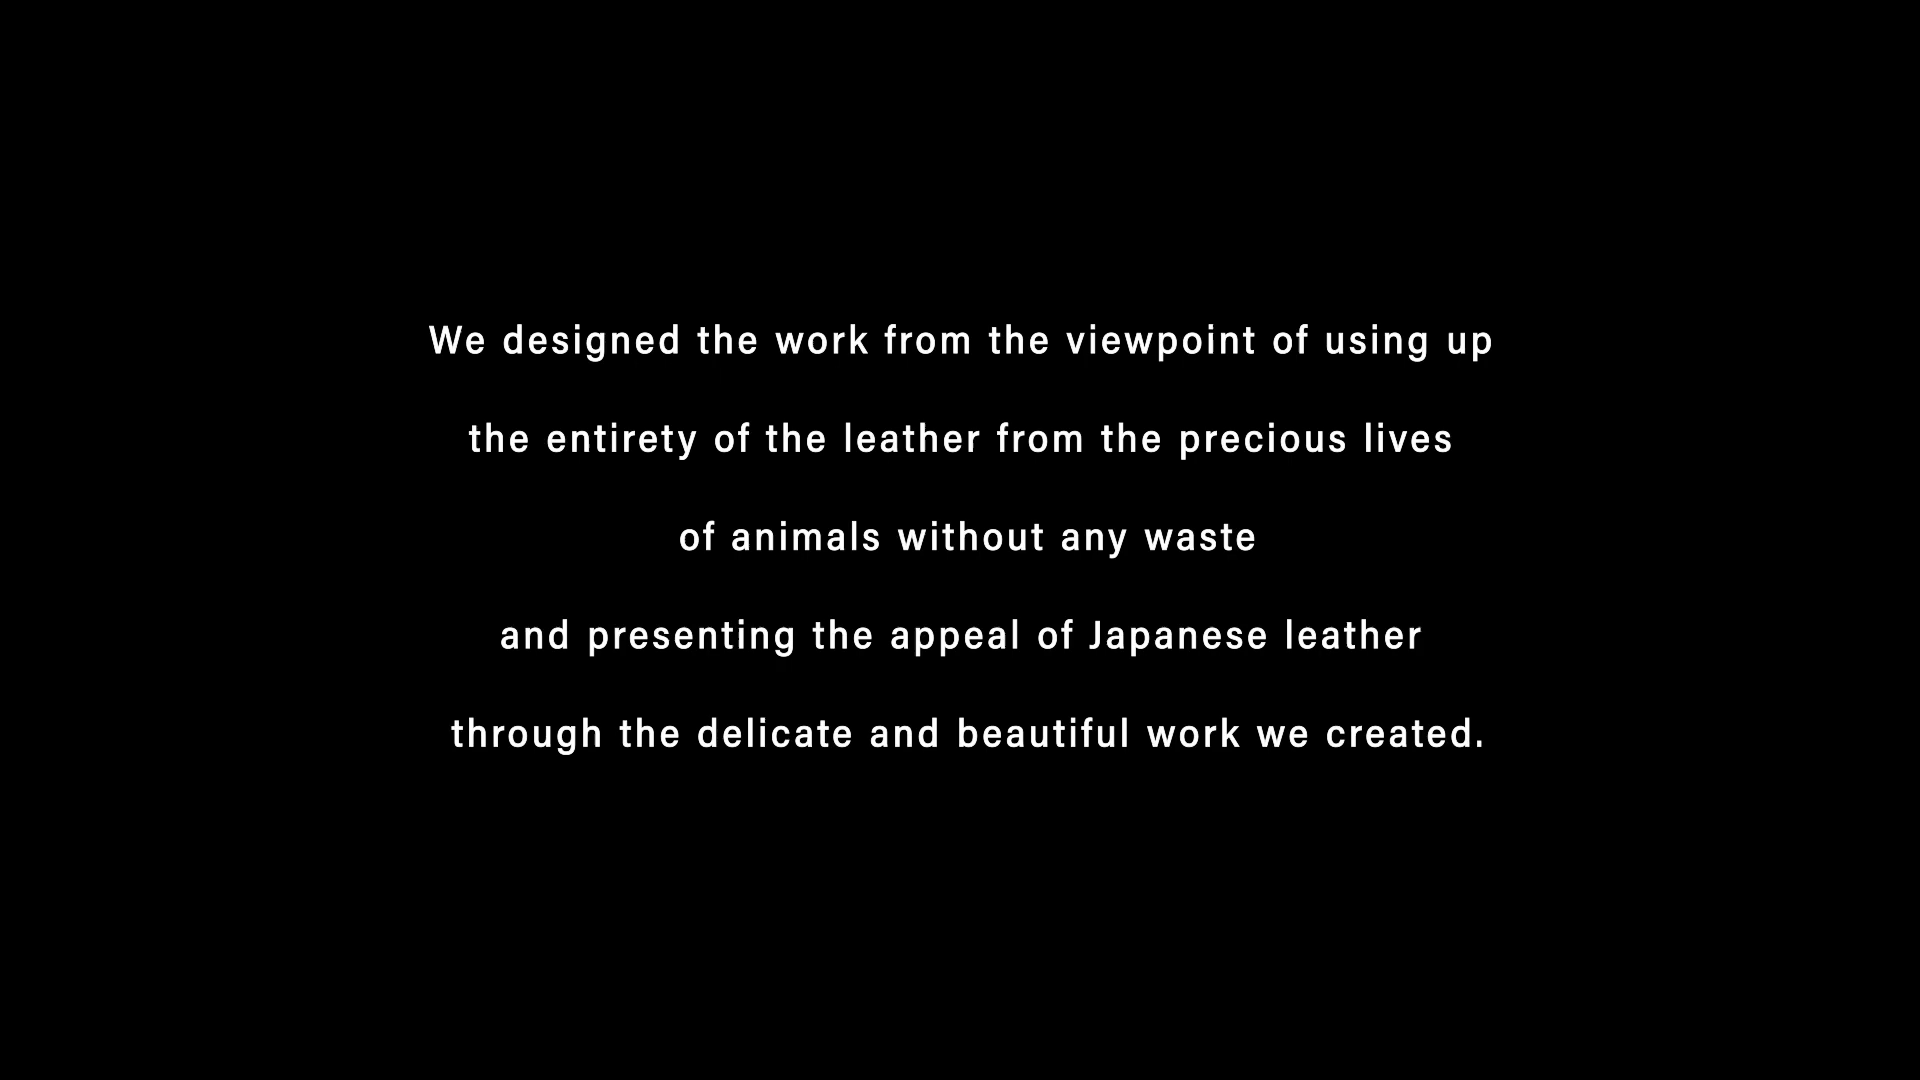 We designed the work from the viewpoint of using up
the entirety of the leather from the precious lives
of animals without any waste
and presenting the appeal of Japanese leather
through the delicate and beautiful work we created.